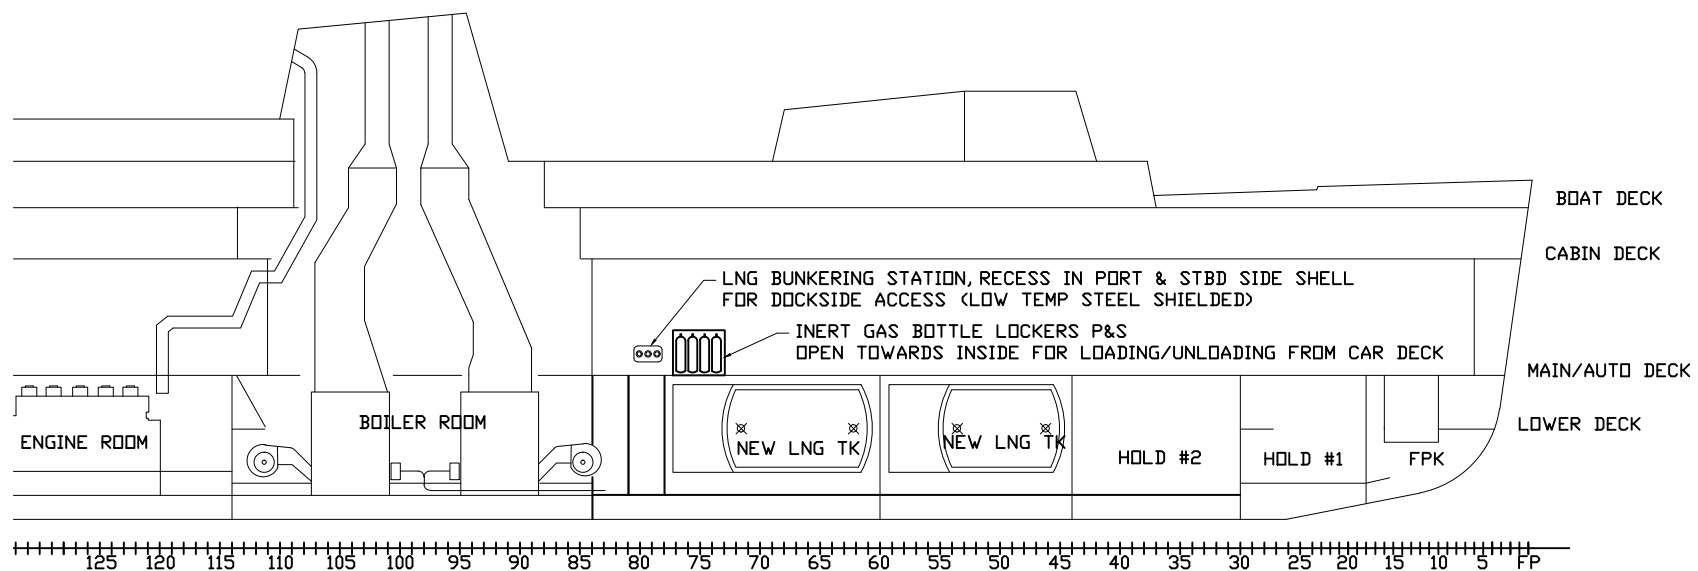 BOAT DECK
CABIN DECK
LNG BUNKERING STATION, RECESS IN PORT & STBD SIDE SHELL
FOR DOCKSIDE ACCESS (LOW TEMP STEEL SHIELDED)
INERT GAS BOTTLE LOCKERS P&S
OPEN TOWARDS INSIDE FOR LOADING/UNLOADING FROM CAR DECK
MAIN/AUTO DECK
BOILER ROOM
LOWER DECK
ENGINE ROOM
NEW LNG TK
NEW LNG TK
HOLD #2
HOLD #1
FPK
125 120 115 110 105 100 95 90 85 80 75 70 65 60 55 50 45 40 35 30 25 20 15 10 5 FP